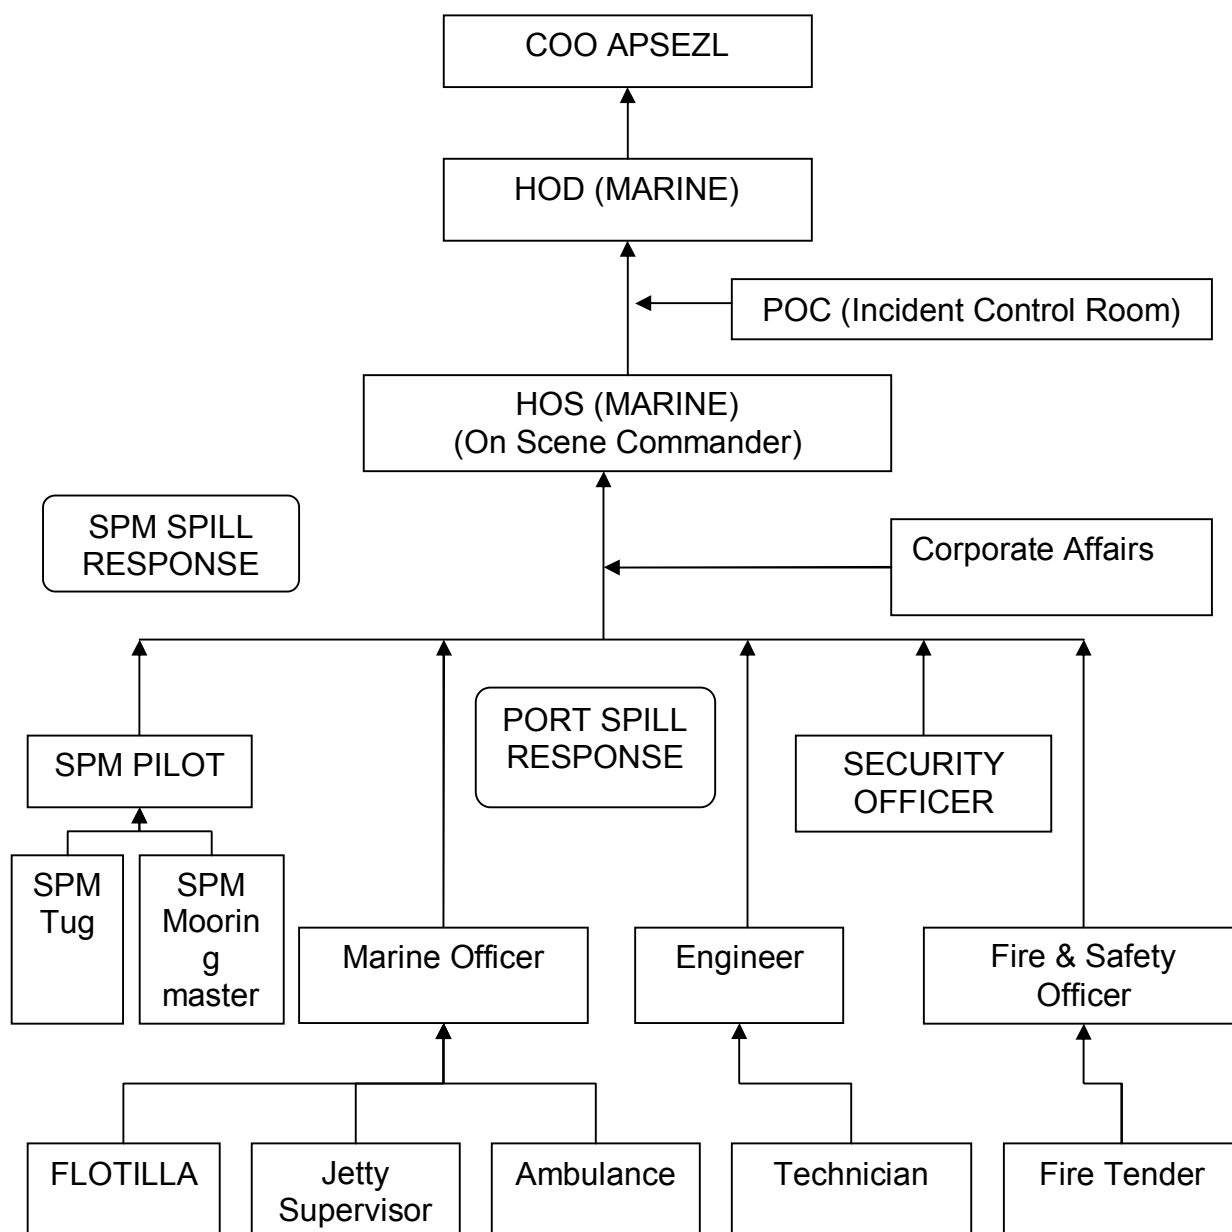 COO APSEZL
HOD (MARINE)
POC (Incident Control Room)
HOS (MARINE)
(On Scene Commander)
SPM SPILL
RESPONSE
Corporate Affairs
PORT SPILL
RESPONSE
SPM PILOT
SECURITY
OFFICER
SPM
Tug
SPM
Moorin
g
master
Marine Officer
Engineer
Fire & Safety
Officer
FLOTILLA
Jetty
Supervisor
Ambulance
Technician
Fire Tender